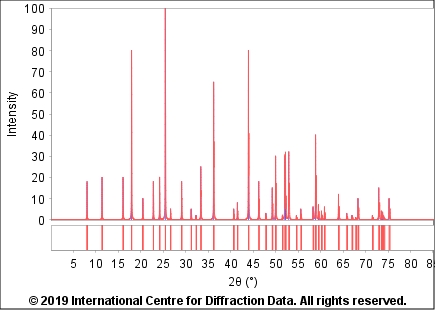 100
90
80
70
60
50
40
30
20
10
0
Intensity
5 10 15 20 25 30 35 40 45 50 55 60 65 70 75 80
2θ (°)
© 2019 International Centre for Diffraction Data. All rights reserved.